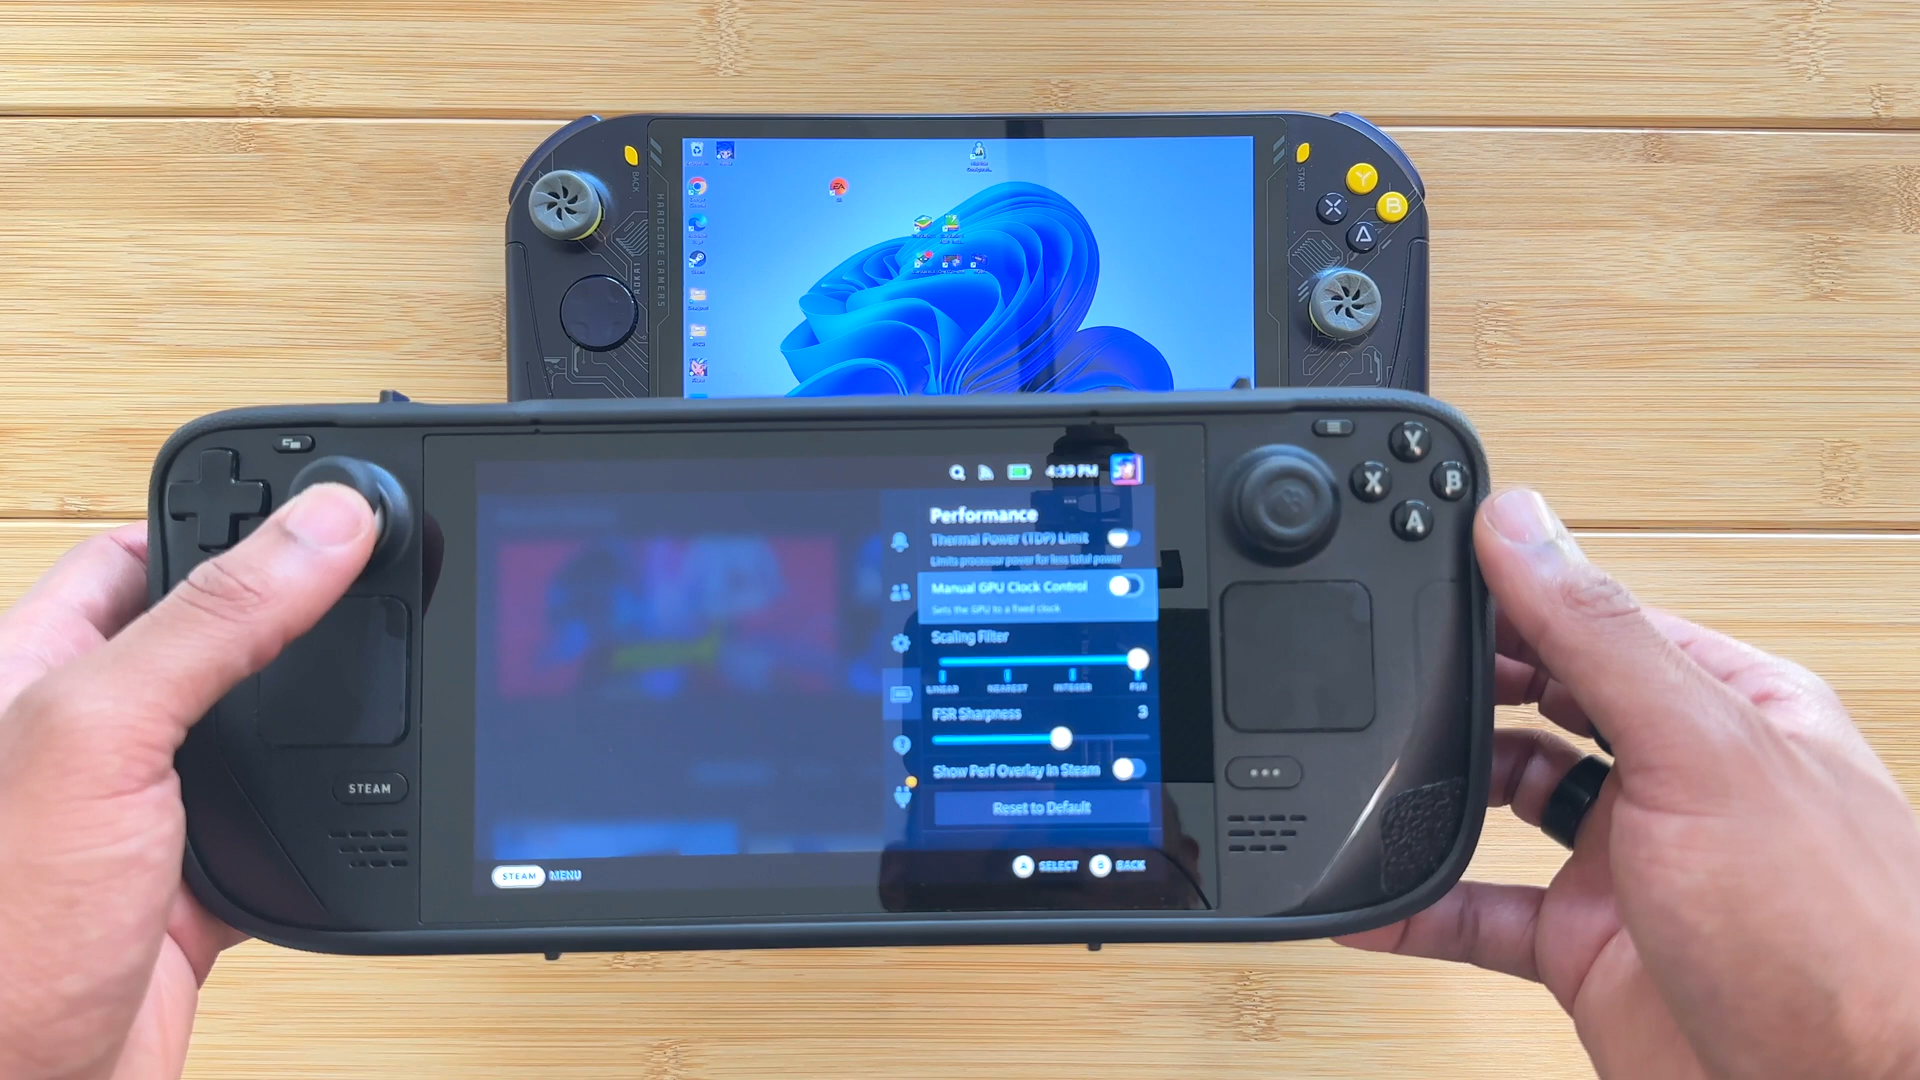 BACK
START
HARDCORE GAMERS
Y
X
B
EA
4:39 PM
Performance
Thermal Power (TDP) Limit
Limits processor power for less total power
Manual GPU Clock Control
Sets the GPU to a fixed clock
Scaling Filter
LINEAR NEAREST INTEGER FSR
FSR Sharpness 3
Show Perf Overlay in Steam
Reset to Default
STEAM MENU
A SELECT B BACK
Y
X
B
A
STEAM